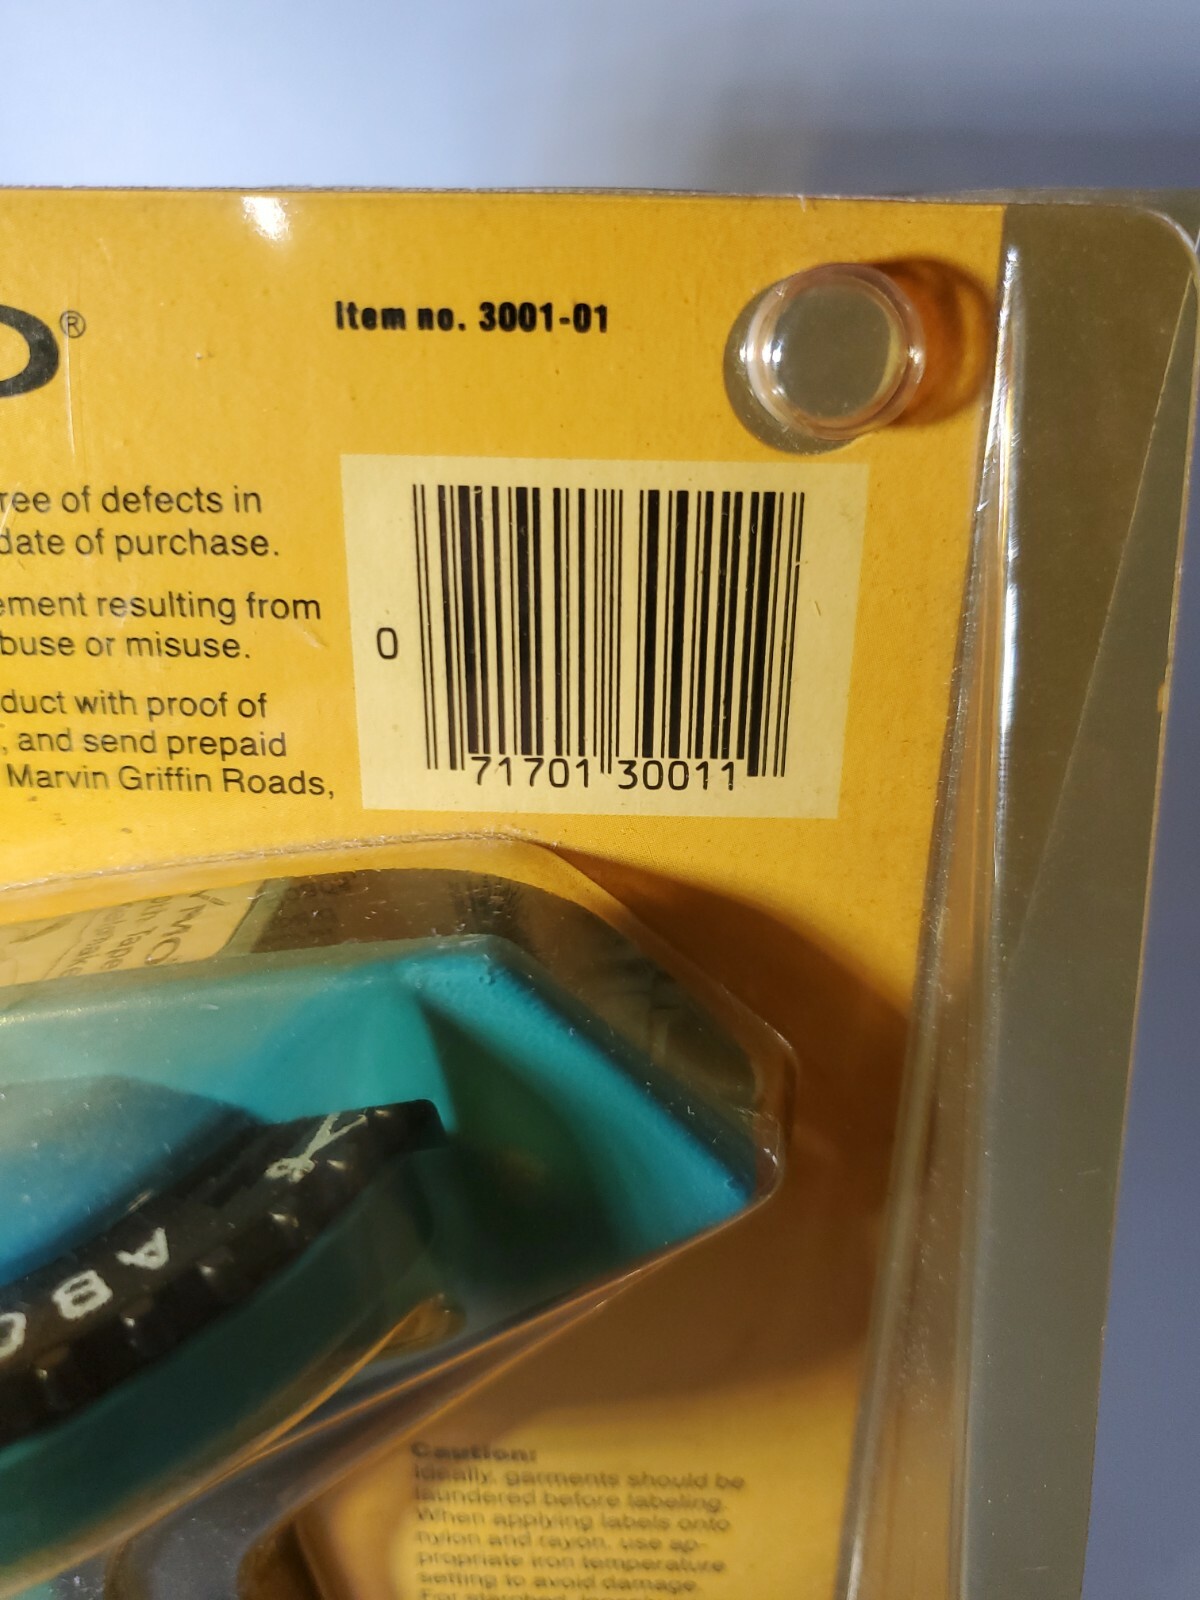 O®
Item no. 3001-01
ree of defects in
date of purchase.
ement resulting from
buse or misuse.
duct with proof of
, and send prepaid
Marvin Griffin Roads,
0
71701 30011
A
B
C
Caution:
Ideally, garments should be
laundered before labeling.
When applying labels onto
nylon and rayon, use ap-
propriate iron temperature
setting to avoid damage.